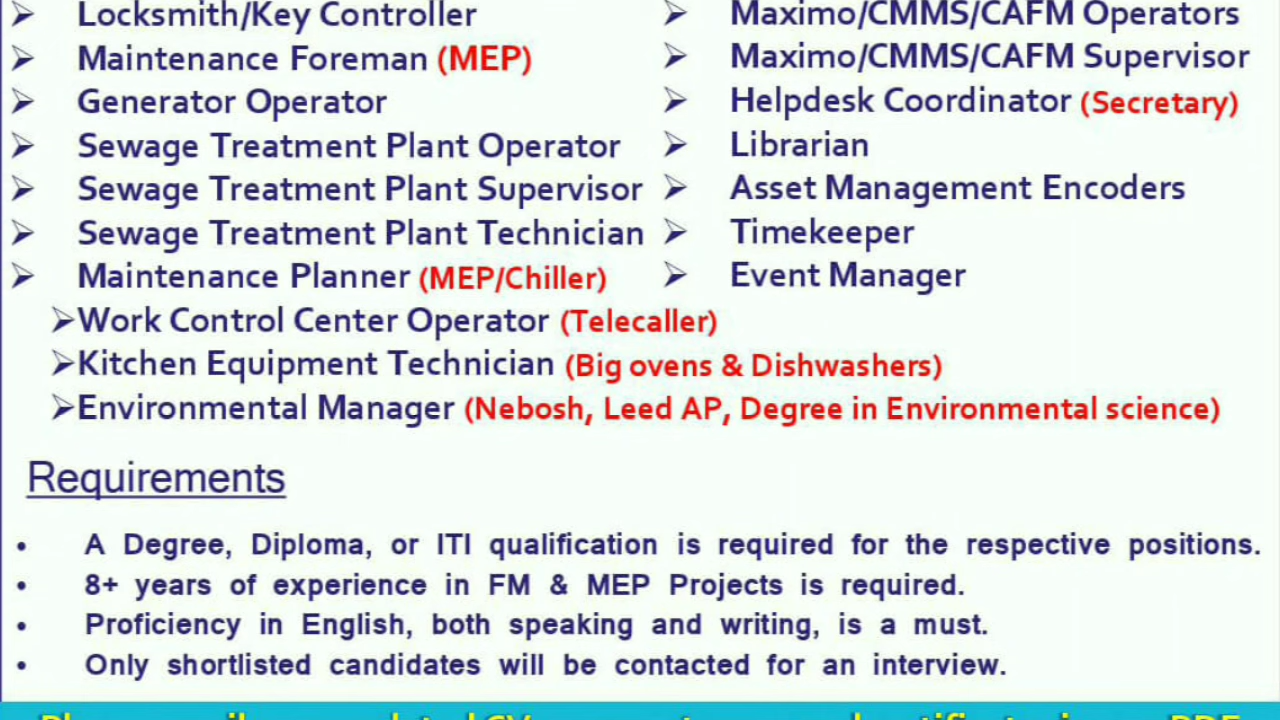 ➢ Locksmith/Key Controller
➢ Maintenance Foreman (MEP)
➢ Generator Operator
➢ Sewage Treatment Plant Operator
➢ Sewage Treatment Plant Supervisor
➢ Sewage Treatment Plant Technician
➢ Maintenance Planner (MEP/Chiller)
➢ Maximo/CMMS/CAFM Operators
➢ Maximo/CMMS/CAFM Supervisor
➢ Helpdesk Coordinator (Secretary)
➢ Librarian
➢ Asset Management Encoders
➢ Timekeeper
➢ Event Manager
➢Work Control Center Operator (Telecaller)
➢Kitchen Equipment Technician (Big ovens & Dishwashers)
➢Environmental Manager (Nebosh, Leed AP, Degree in Environmental science)
Requirements
• A Degree, Diploma, or ITI qualification is required for the respective positions.
• 8+ years of experience in FM & MEP Projects is required.
• Proficiency in English, both speaking and writing, is a must.
• Only shortlisted candidates will be contacted for an interview.